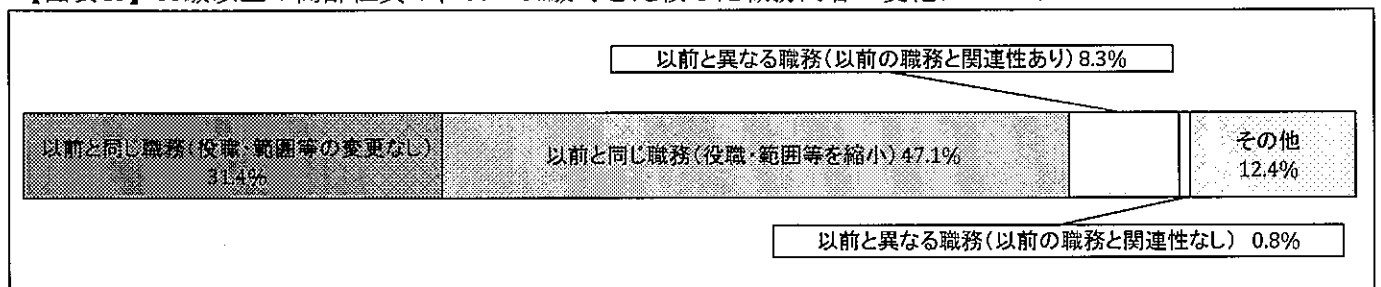 以前と異なる職務(以前の職務と関連性あり) 8.3%
以前と同じ職務(役職・範囲等の変更なし)
31.4%
以前と同じ職務(役職・範囲等を縮小) 47.1%
その他
12.4%
以前と異なる職務(以前の職務と関連性なし) 0.8%